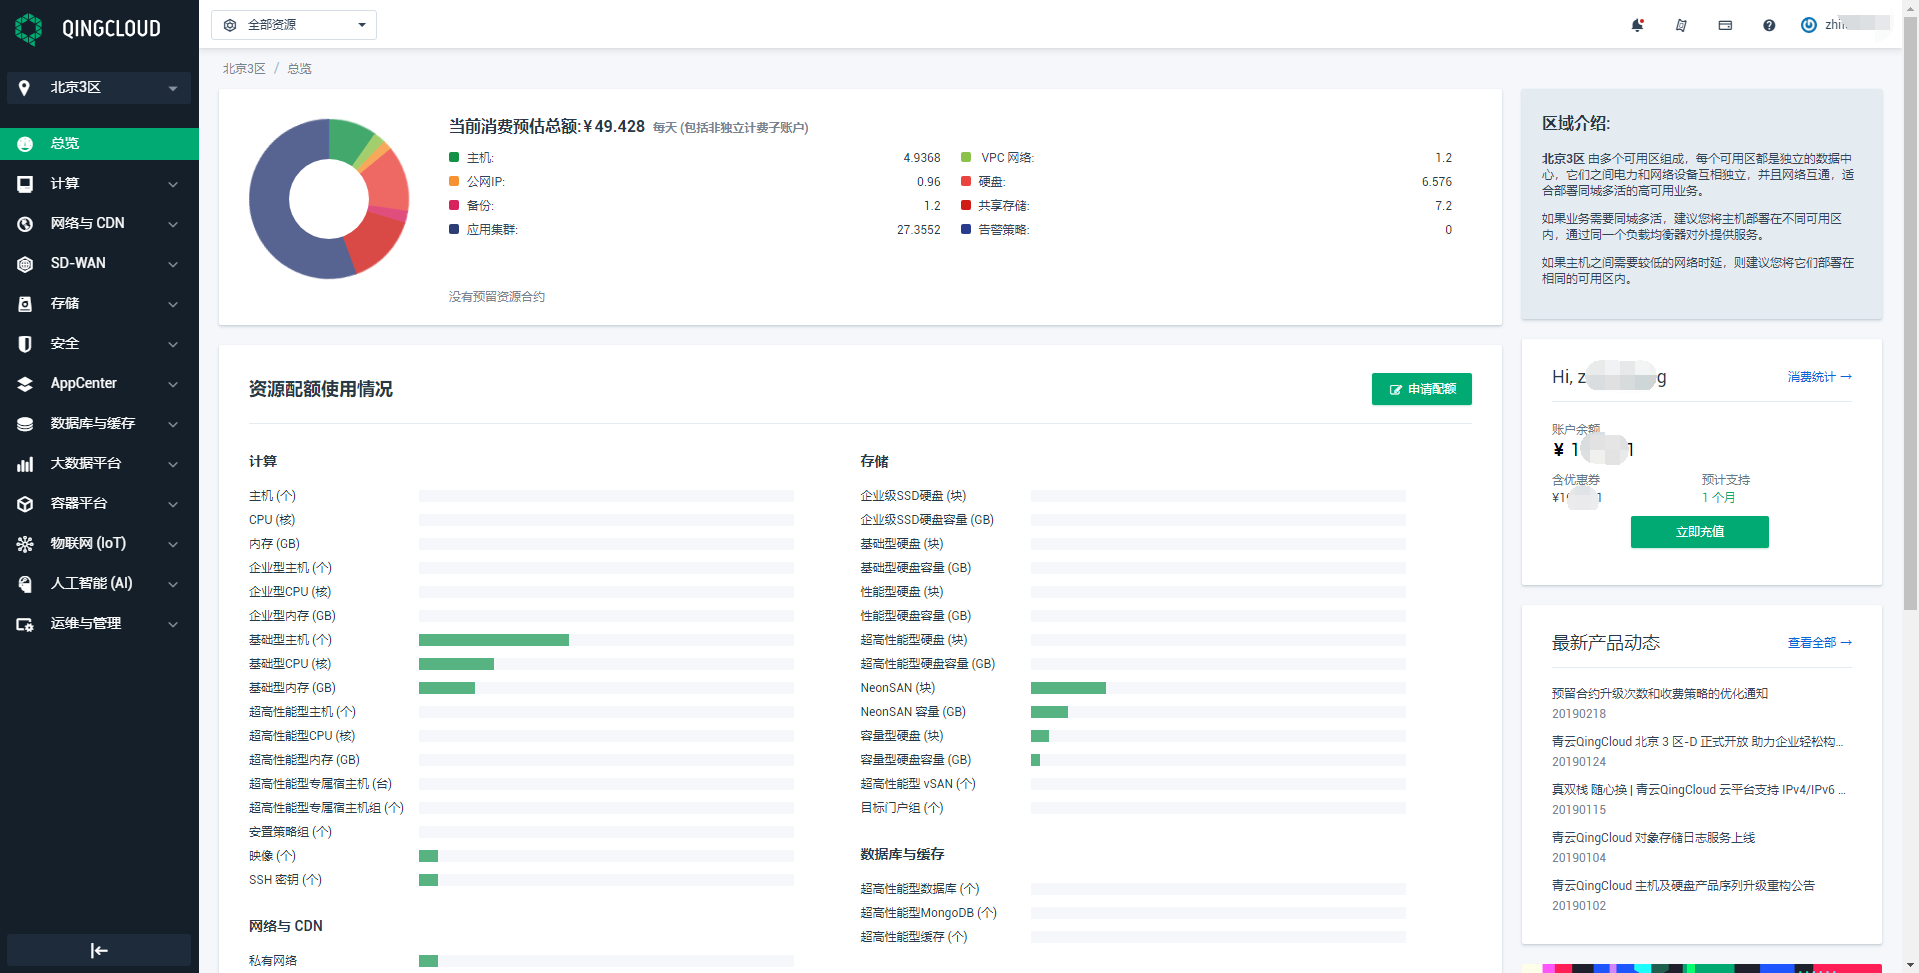 QINGCLOUD
全部资源
北京3区
总览
计算
网络与 CDN
SD-WAN
存储
安全
AppCenter
数据库与缓存
大数据平台
容器平台
物联网 (IoT)
人工智能 (AI)
运维与管理
北京3区 / 总览
当前消费预估总额:¥ 49.428 每天 (包括非独立计费子账户)
主机: 4.9368 VPC 网络: 1.2
公网IP: 0.96 硬盘: 6.576
备份: 1.2 共享存储: 7.2
应用集群: 27.3552 告警策略: 0
没有预留资源合约
资源配额使用情况
申请配额
计算
主机 (个)
CPU (核)
内存 (GB)
企业型主机 (个)
企业型CPU (核)
企业型内存 (GB)
基础型主机 (个)
基础型CPU (核)
基础型内存 (GB)
超高性能型主机 (个)
超高性能型CPU (核)
超高性能型内存 (GB)
超高性能型专属宿主机 (台)
超高性能型专属宿主机组 (个)
安置策略组 (个)
映像 (个)
SSH 密钥 (个)
网络与 CDN
私有网络
存储
企业级SSD硬盘 (块)
企业级SSD硬盘容量 (GB)
基础型硬盘 (块)
基础型硬盘容量 (GB)
性能型硬盘 (块)
性能型硬盘容量 (GB)
超高性能型硬盘 (块)
超高性能型硬盘容量 (GB)
NeonSAN (块)
NeonSAN 容量 (GB)
容量型硬盘 (块)
容量型硬盘容量 (GB)
超高性能型 vSAN (个)
目标门户组 (个)
数据库与缓存
超高性能型数据库 (个)
超高性能型MongoDB (个)
超高性能型缓存 (个)
区域介绍:
北京3区 由多个可用区组成，每个可用区都是独立的数据中
心，它们之间电力和网络设备互相独立，并且网络互通，适
合部署同城多活的高可用业务。
如果业务需要同城多活，建议您将主机部署在不同可用区
内，通过同一个负载均衡器对外提供服务。
如果主机之间需要较低的网络时延，则建议您将它们部署在
相同的可用区内。
Hi,
消费统计 →
账户余额
¥
含优惠券 预计支持
1 个月
立即充值
最新产品动态
查看全部 →
预留合约升级次数和收费策略的优化通知
20190218
青云QingCloud 北京 3 区-D 正式开放 助力企业轻松构...
20190124
真双栈 随心换 | 青云QingCloud 云平台支持 IPv4/IPv6 ...
20190115
青云QingCloud 对象存储日志服务上线
20190104
青云QingCloud 主机及硬盘产品序列升级重构公告
20190102